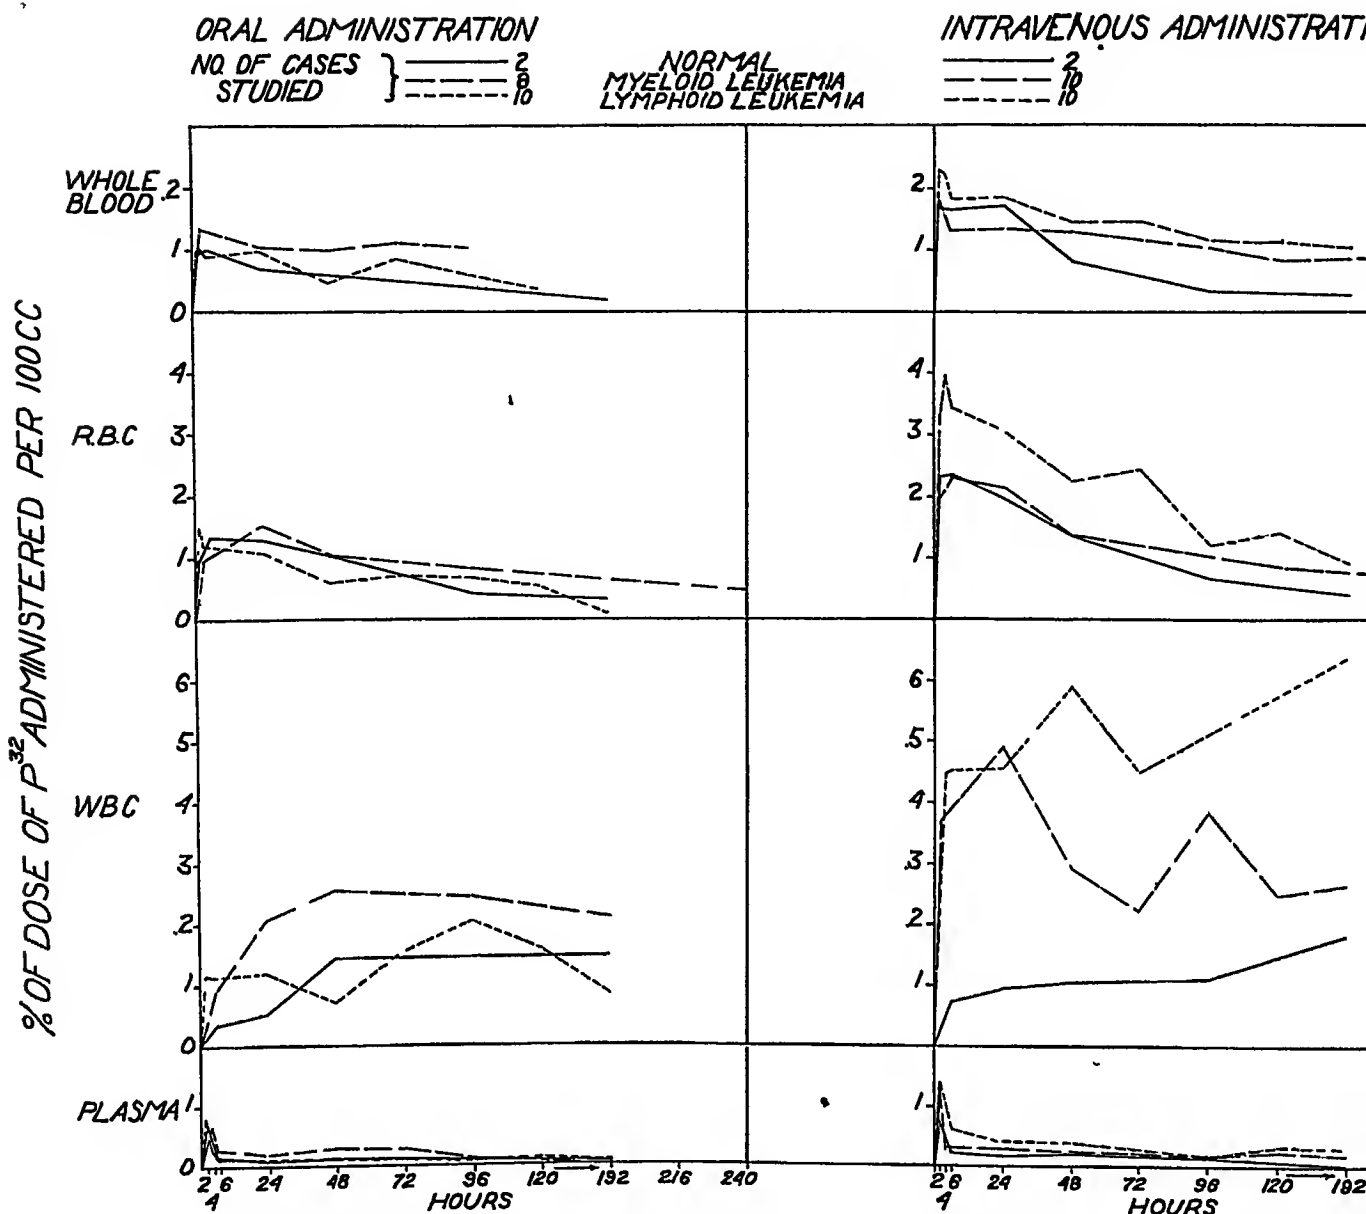 ORAL ADMINISTRATION
NO. OF CASES STUDIED
2
8
10
NORMAL
MYELOID LEUKEMIA
LYMPHOID LEUKEMIA
INTRAVENOUS ADMINISTRATI
2
10
10
% OF DOSE OF P32 ADMINISTERED PER 100CC
WHOLE BLOOD
.2
.1
0
.2
.1
R.B.C
.4
.3
.2
.1
0
.4
.3
.2
.1
WBC
.6
.5
.4
.3
.2
.1
0
.6
.5
.4
.3
.2
.1
PLASMA
.1
0
.1
2 4 6 24 48 72 96 120 192 216 240
HOURS
2 4 6 24 48 72 96 120 192
HOURS